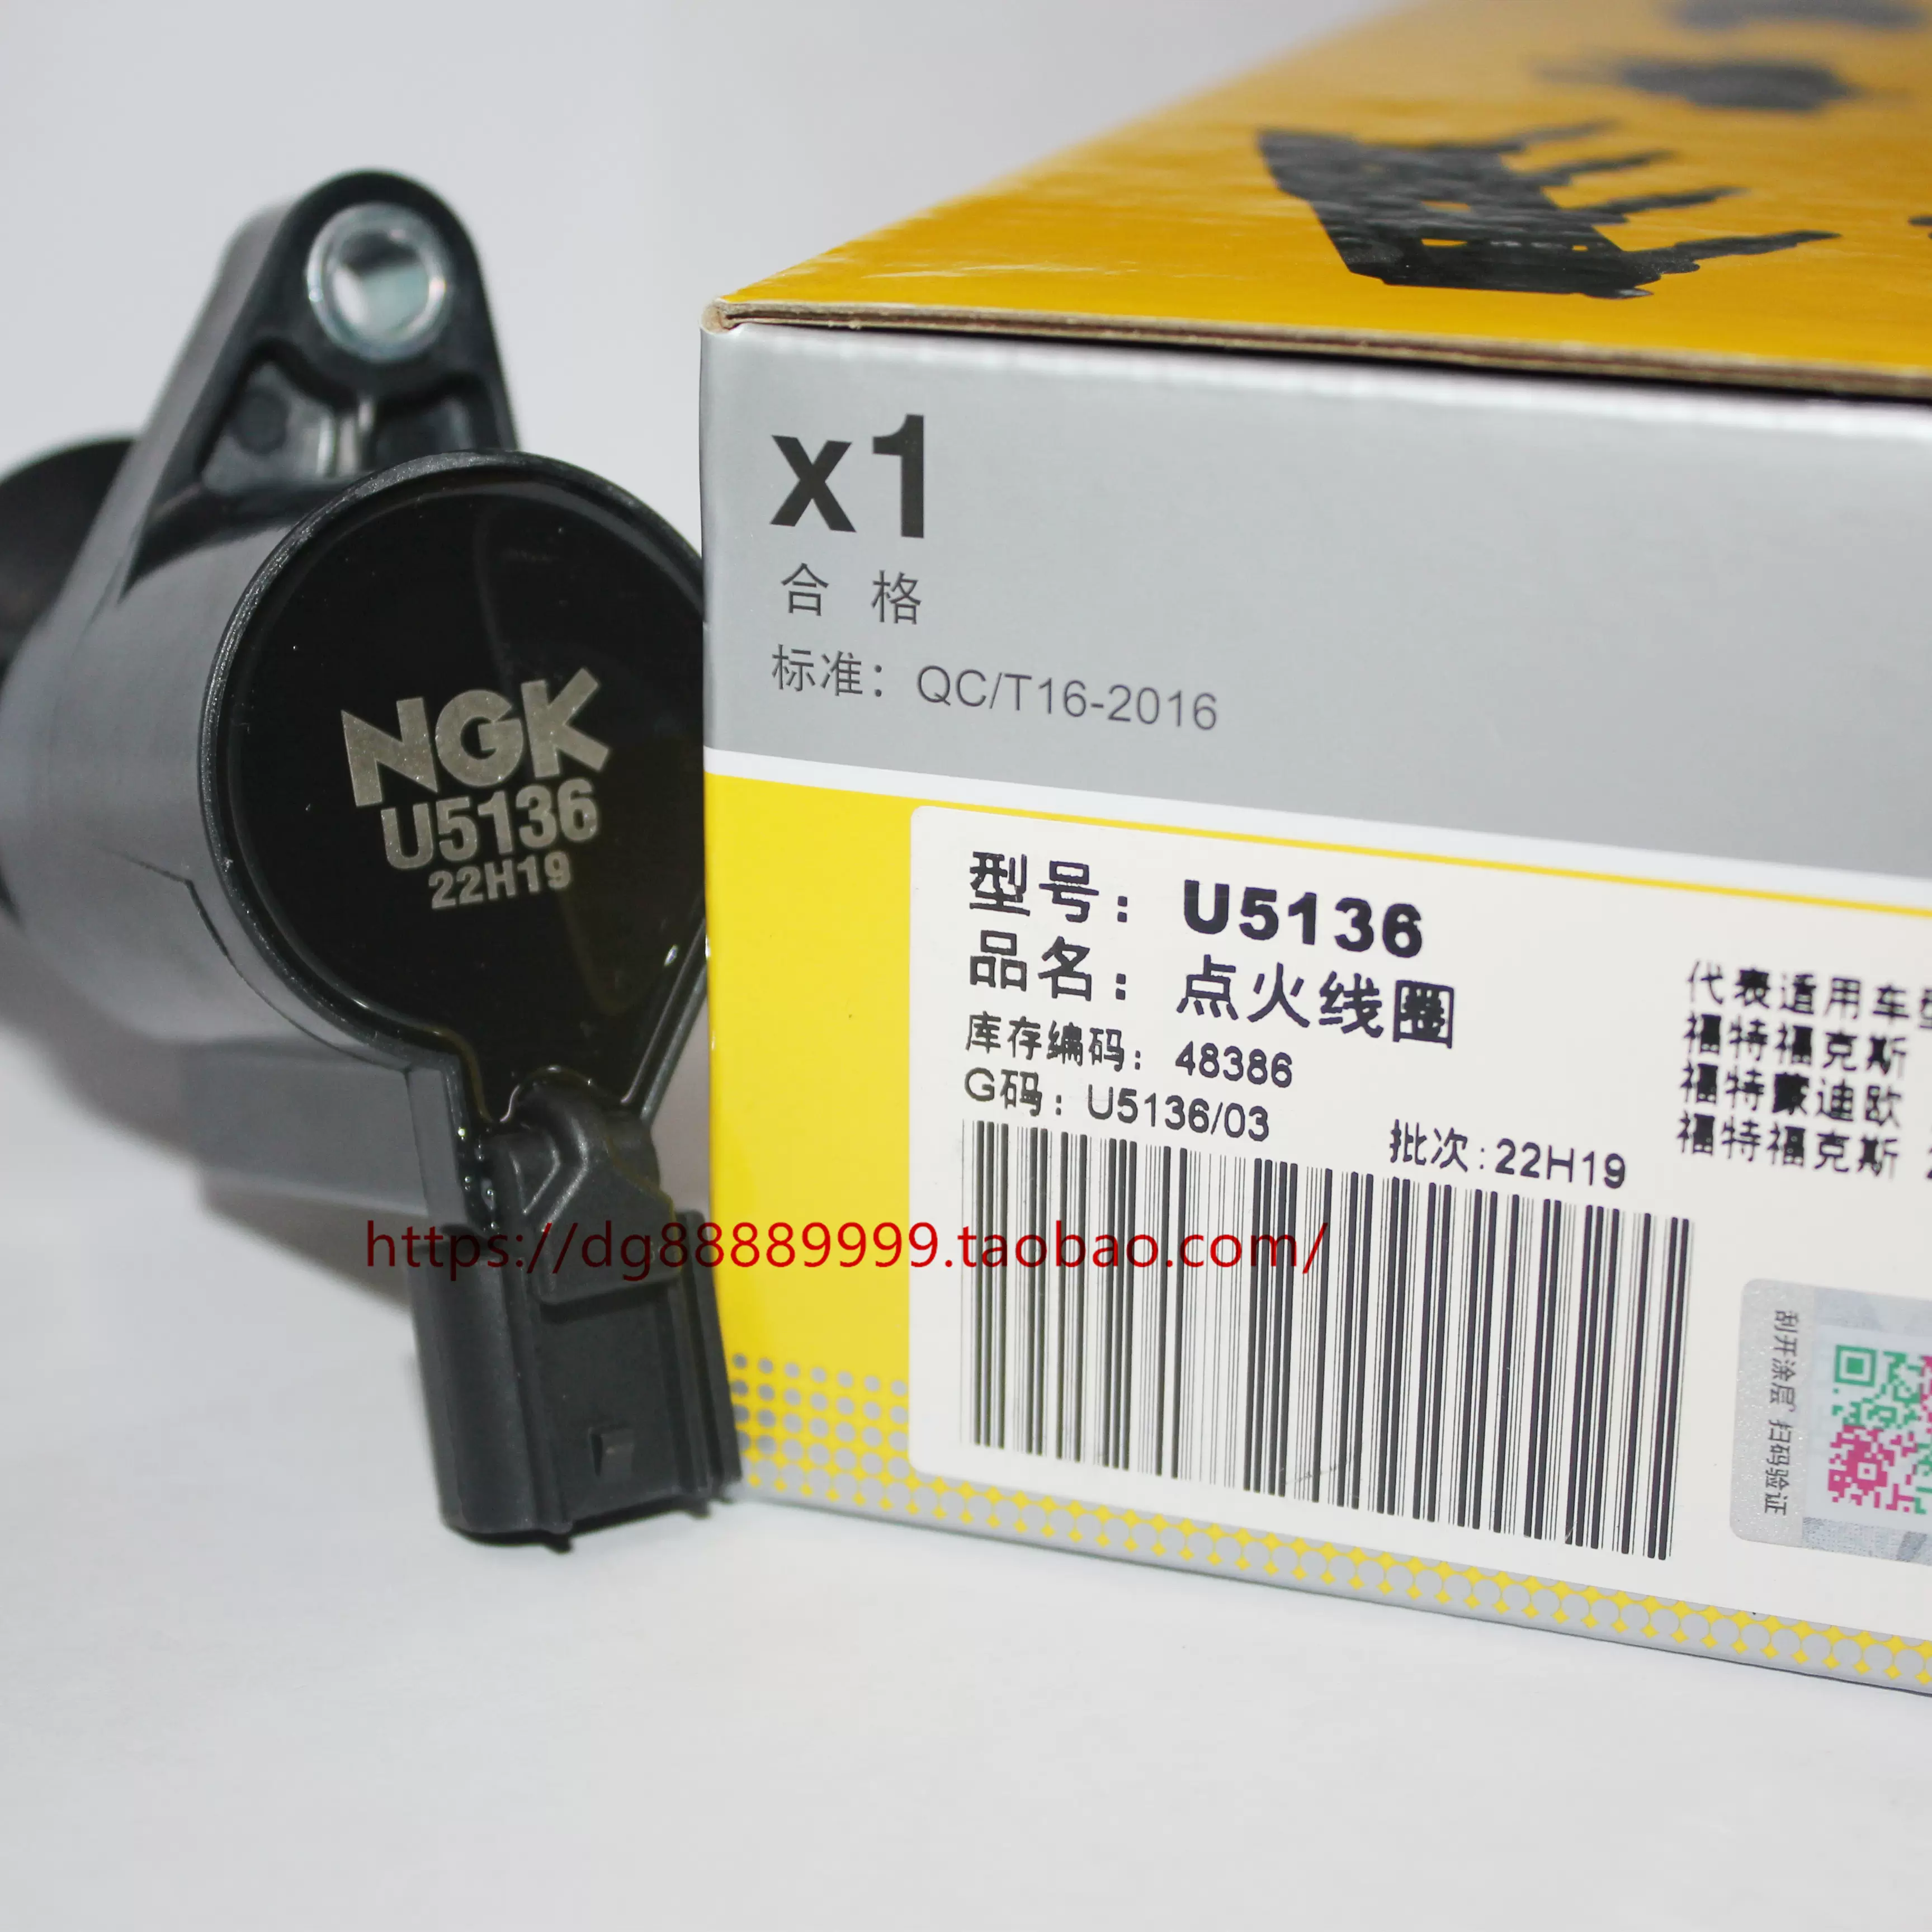 NGK
U5136
22H19
x1
合格
标准：QC/T16-2016
型号：U5136
品名：点火线圈
库存编码：48386
G码：U5136/03
批次:22H19
代表适用车型
福特福克斯
福特蒙迪欧
福特福克斯
刮开涂层 扫码验证
https://dg88889999.taobao.com/